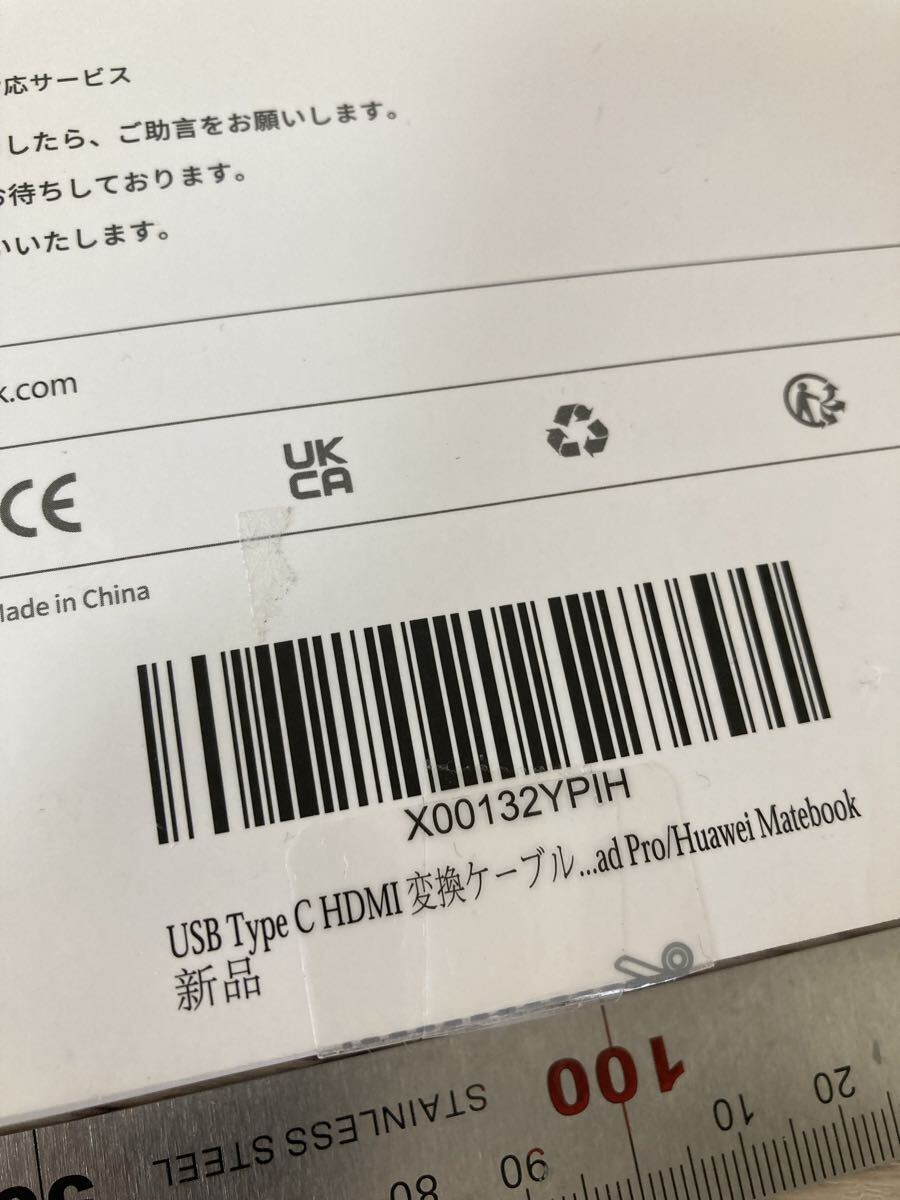 応サービス
したら、ご助言をお願いします。
お待ちしております。
いいたします。
k.com
CE
UK
CA
Made in China
X00132YPIH
USB Type C HDMI 変換ケーブル...ad Pro/Huawei Matebook
新品
STAINLESS STEEL
100
80
90
10
20